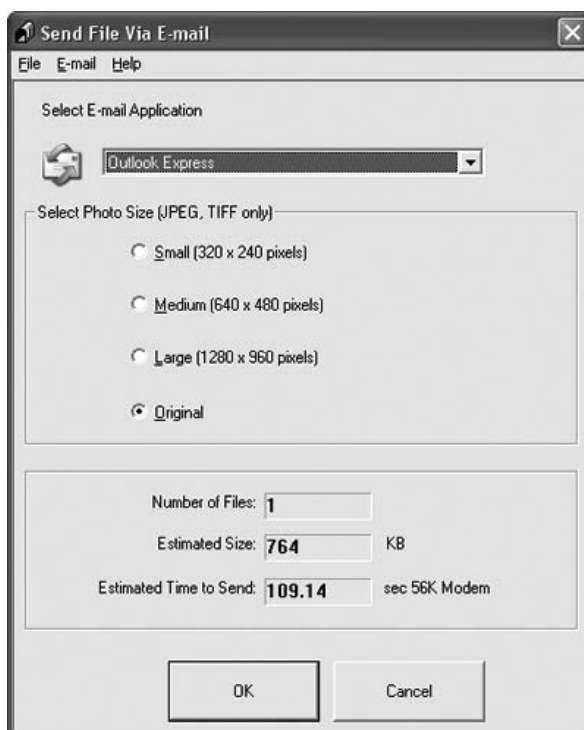 Send File Via E-mail
File E-mail Help
Select E-mail Application
Outlook Express
Select Photo Size (JPEG, TIFF only)
Small (320 x 240 pixels)
Medium (640 x 480 pixels)
Large (1280 x 960 pixels)
Original
Number of Files: 1
Estimated Size: 764 KB
Estimated Time to Send: 109.14 sec 56K Modem
OK Cancel